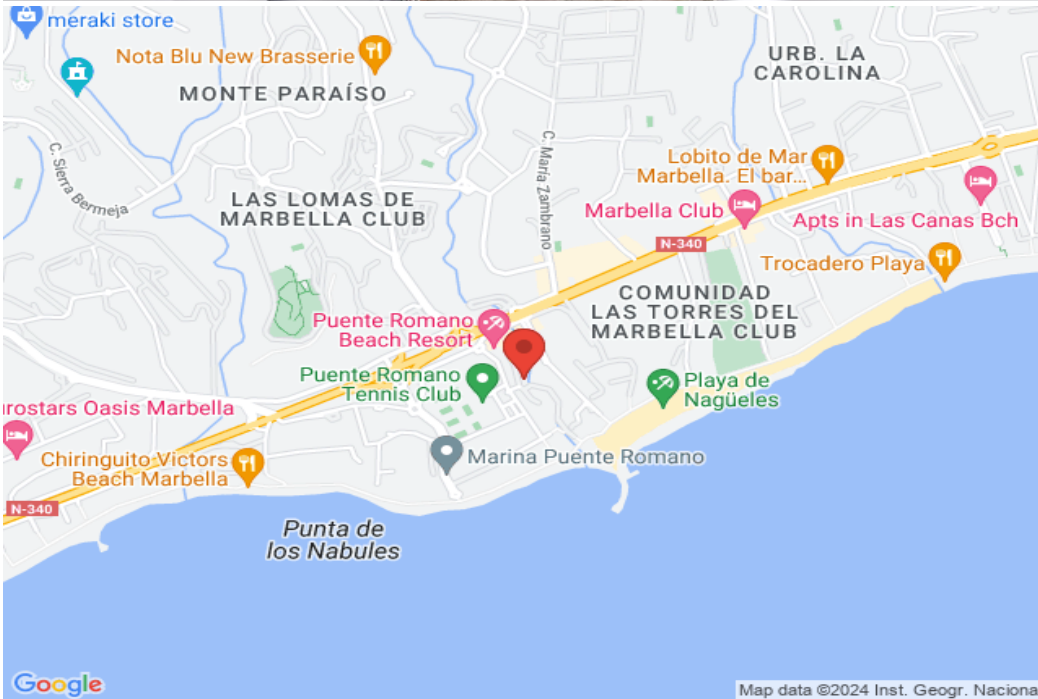 meraki store
Nota Blu New Brasserie
URB. LA
CAROLINA
MONTE PARAÍSO
C. Sierra Bermeja
C. María Zambrano
Lobito de Mar
Marbella. El bar...
LAS LOMAS DE
MARBELLA CLUB
Marbella Club
Apts in Las Canas Bch
N-340
Trocadero Playa
COMUNIDAD
LAS TORRES DEL
MARBELLA CLUB
Puente Romano
Beach Resort
Puente Romano
Tennis Club
Playa de
Nagüeles
urostars Oasis Marbella
Chiringuito Victors
Beach Marbella
Marina Puente Romano
N-340
Punta de
los Nabules
Google
Map data ©2024 Inst. Geogr. Naciona